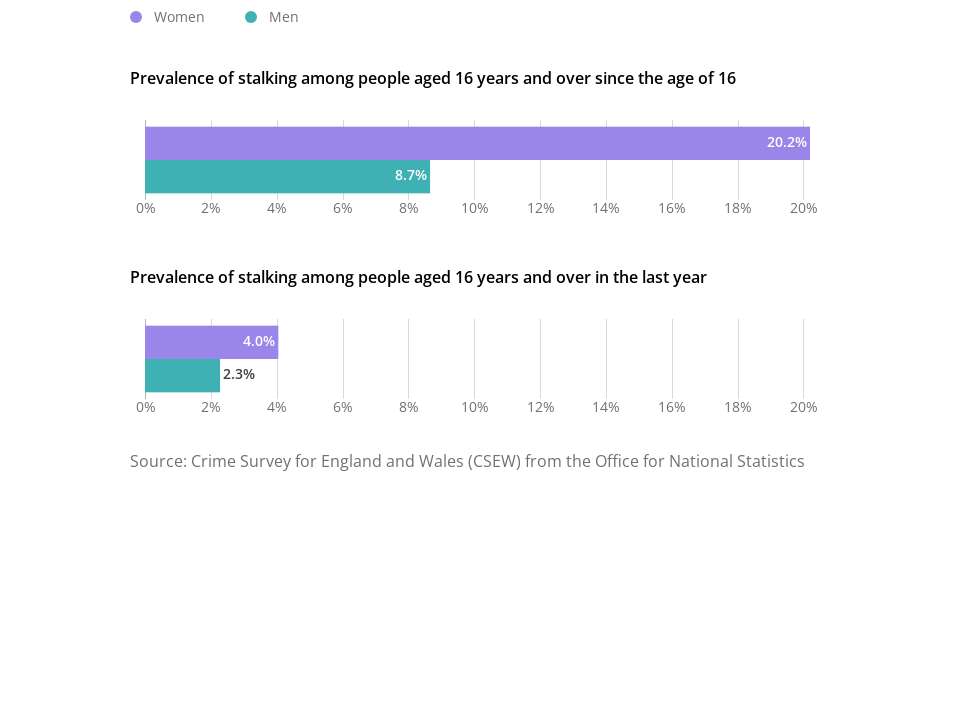 Women Men
Prevalence of stalking among people aged 16 years and over since the age of 16
20.2%
8.7%
0% 2% 4% 6% 8% 10% 12% 14% 16% 18% 20%
Prevalence of stalking among people aged 16 years and over in the last year
4.0%
2.3%
0% 2% 4% 6% 8% 10% 12% 14% 16% 18% 20%
Source: Crime Survey for England and Wales (CSEW) from the Office for National Statistics